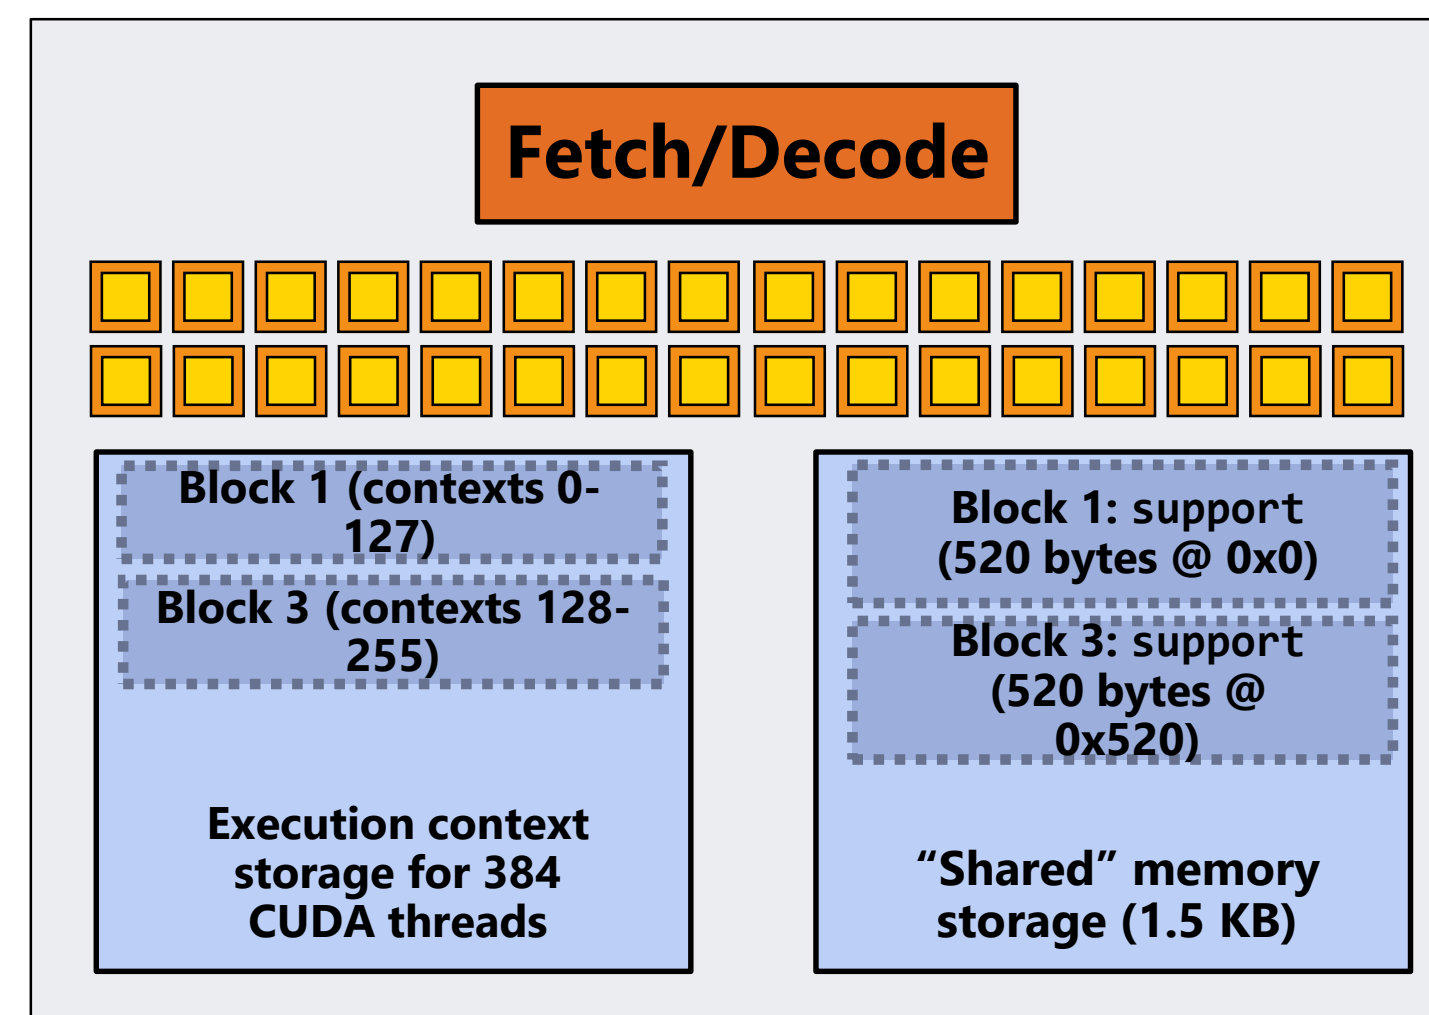 Fetch/Decode
Block 1 (contexts 0-
127)
Block 3 (contexts 128-
255)
Execution context
storage for 384
CUDA threads
Block 1: support
(520 bytes @ 0x0)
Block 3: support
(520 bytes @
0x520)
“Shared” memory
storage (1.5 KB)